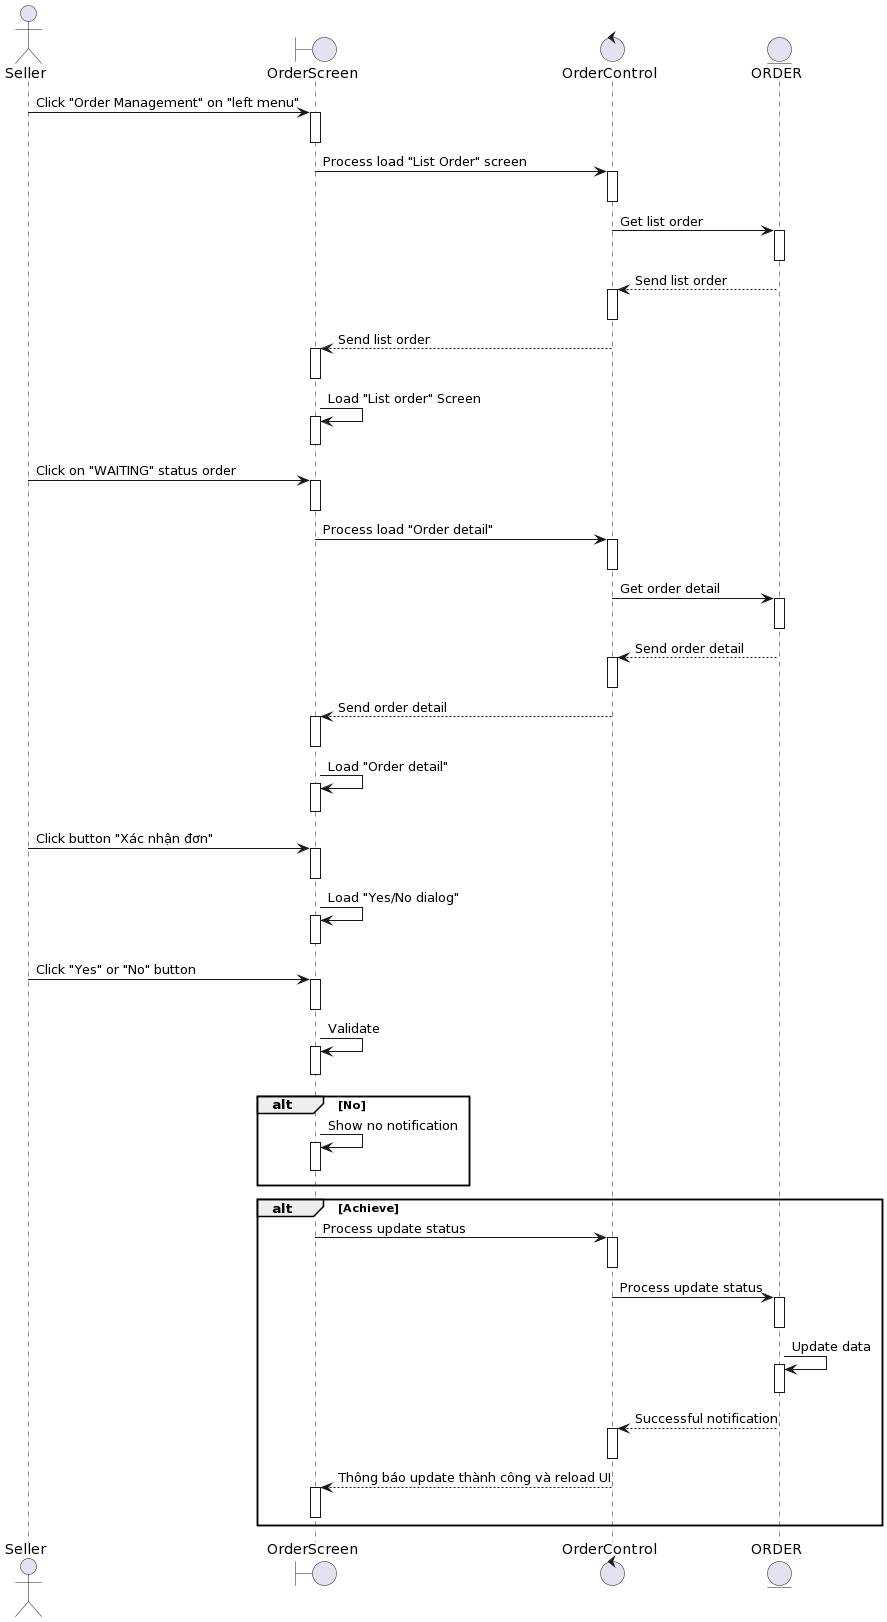 Seller
OrderScreen
OrderControl
ORDER
Click "Order Management" on "left menu"
Process load "List Order" screen
Get list order
Send list order
Send list order
Load "List order" Screen
Click on "WAITING" status order
Process load "Order detail"
Get order detail
Send order detail
Send order detail
Load "Order detail"
Click button "Xác nhận đơn"
Load "Yes/No dialog"
Click "Yes" or "No" button
Validate
alt
[No]
Show no notification
alt
[Achieve]
Process update status
Process update status
Update data
Successful notification
Thông báo update thành công và reload UI
Seller
OrderScreen
OrderControl
ORDER